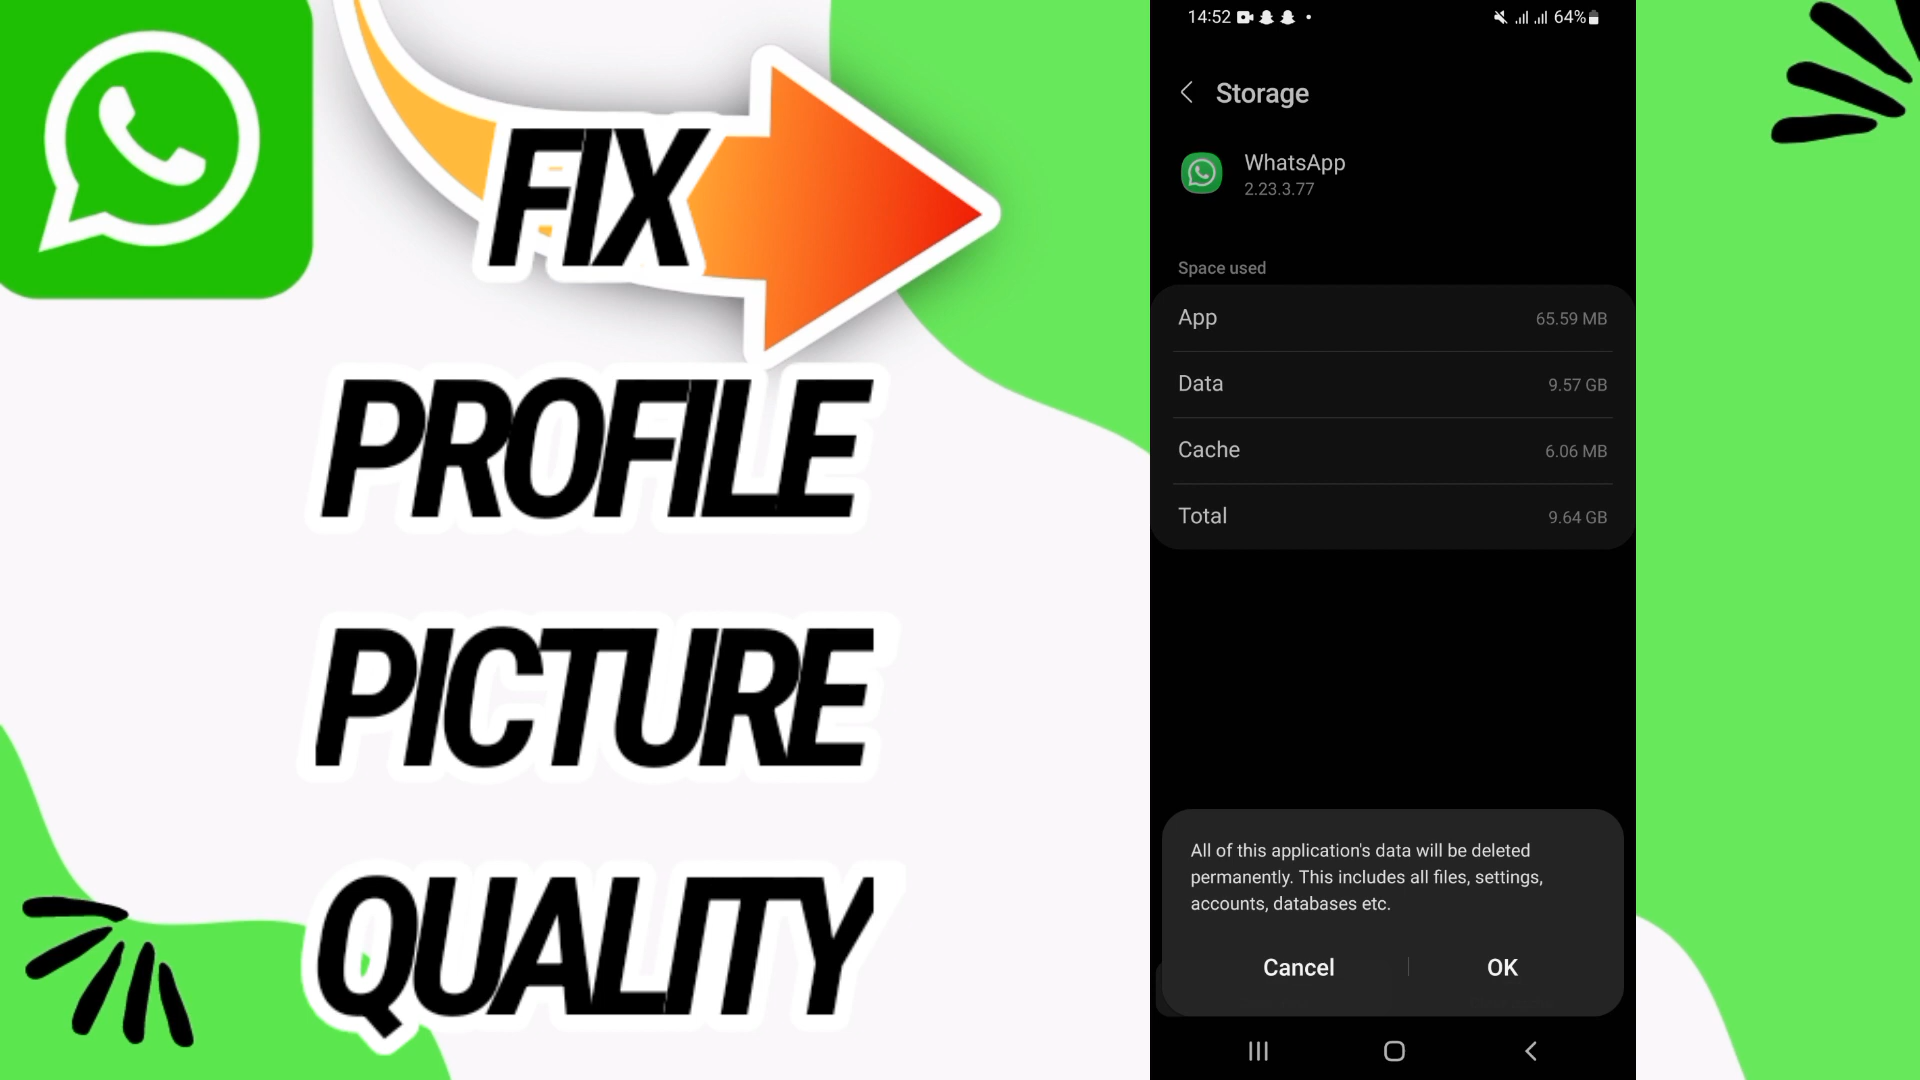 FIX
PROFILE
PICTURE
QUALITY
14:52
64%
Storage
WhatsApp
2.23.3.77
Space used
App 65.59 MB
Data 9.57 GB
Cache 6.06 MB
Total 9.64 GB
All of this application's data will be deleted
permanently. This includes all files, settings,
accounts, databases etc.
Cancel OK